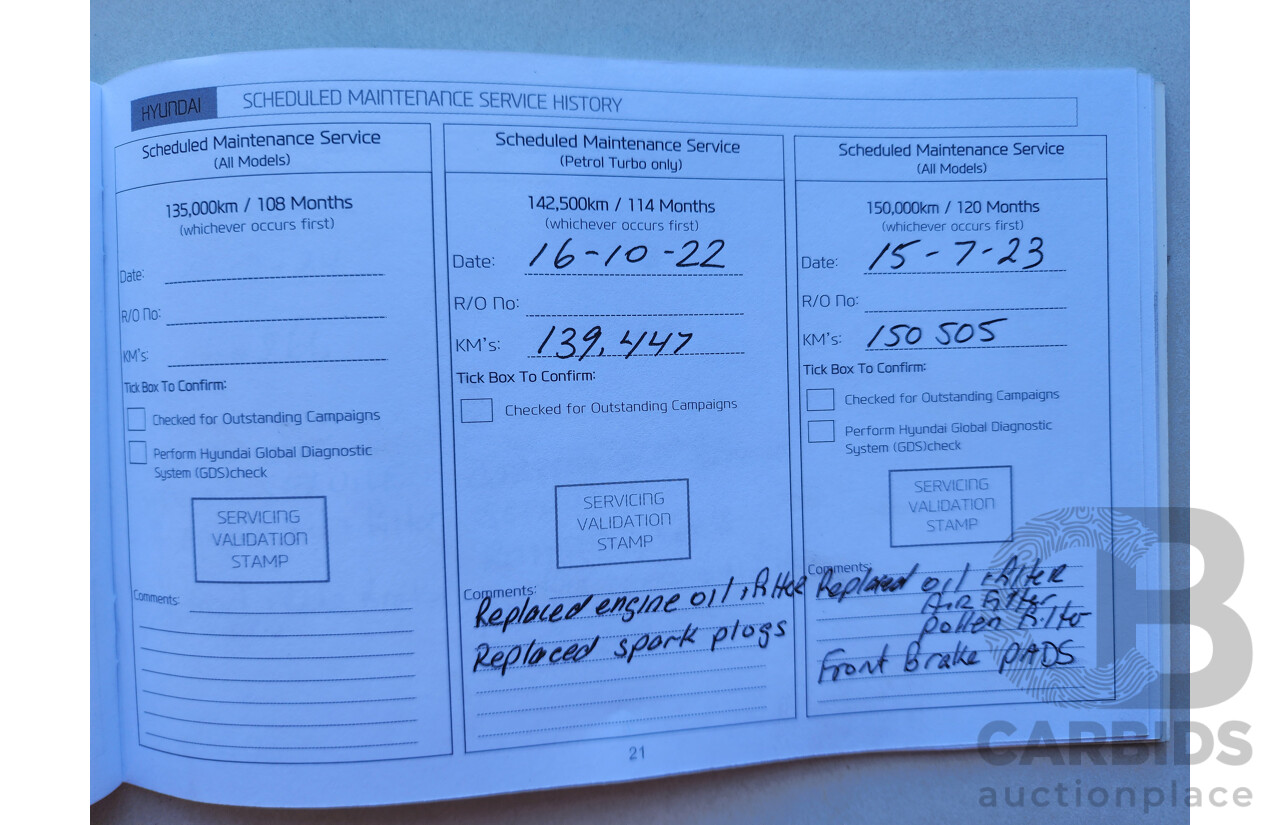 HYUNDAI SCHEDULED MAINTENANCE SERVICE HISTORY
Scheduled Maintenance Service
(All Models)
135,000km / 108 Months
(whichever occurs first)
Date:
R/O No:
KM's:
Tick Box To Confirm:
Checked for Outstanding Campaigns
Perform Hyundai Global Diagnostic
System (GDS)check
SERVICING
VALIDATION
STAMP
Comments:
Scheduled Maintenance Service
(Petrol Turbo only)
142,500km / 114 Months
(whichever occurs first)
Date: 16-10-22
R/O No:
KM's: 139,447
Tick Box To Confirm:
Checked for Outstanding Campaigns
SERVICING
VALIDATION
STAMP
Comments:
Replaced engine oil, filter
Replaced spark plogs
Scheduled Maintenance Service
(All Models)
150,000km / 120 Months
(whichever occurs first)
Date: 15-7-23
R/O No:
KM's: 150 505
Tick Box To Confirm:
Checked for Outstanding Campaigns
Perform Hyundai Global Diagnostic
System (GDS)check
SERVICING
VALIDATION
STAMP
Comments:
Replaced oil, filter
Air Filter
Pollen Filter
Front Brake PADS
21
CB
CARBIDS
auctionplace